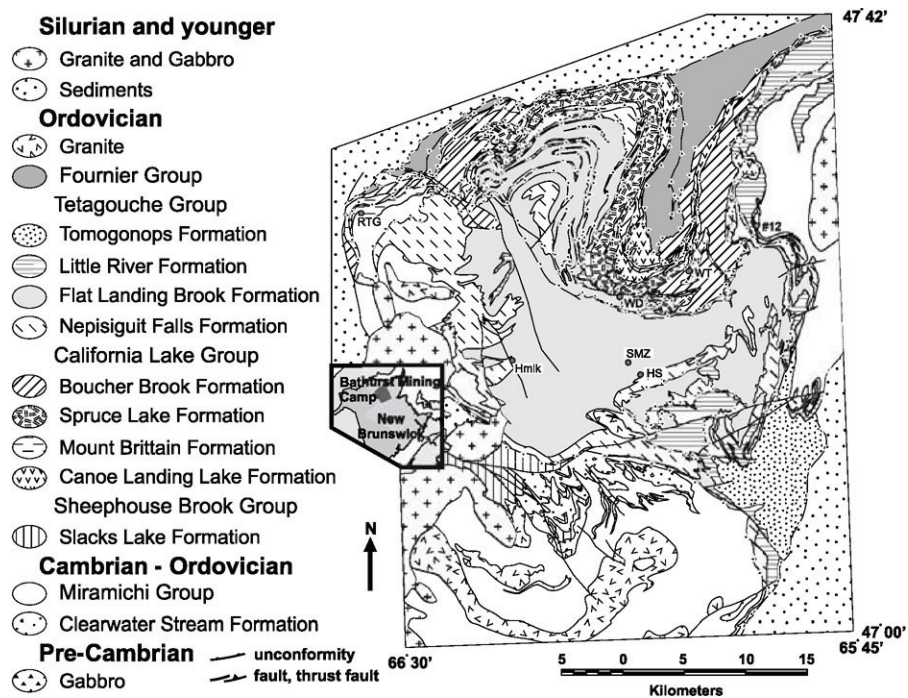 Silurian and younger
Granite and Gabbro
Sediments
Ordovician
Granite
Fournier Group
Tetagouche Group
Tomogonops Formation
Little River Formation
Flat Landing Brook Formation
Nepisiguit Falls Formation
California Lake Group
Boucher Brook Formation
Spruce Lake Formation
Mount Brittain Formation
Canoe Landing Lake Formation
Sheephouse Brook Group
Slacks Lake Formation
Cambrian - Ordovician
Miramichi Group
Clearwater Stream Formation
Pre-Cambrian
Gabbro
unconformity
fault, thrust fault
47° 42'
RTG
#12
WT
WD
Hmlk
SMZ
HS
Bathurst Mining
Camp
New
Brunswick
N
66° 30'
47° 00'
65° 45'
5 0 5 10 15
Kilometers